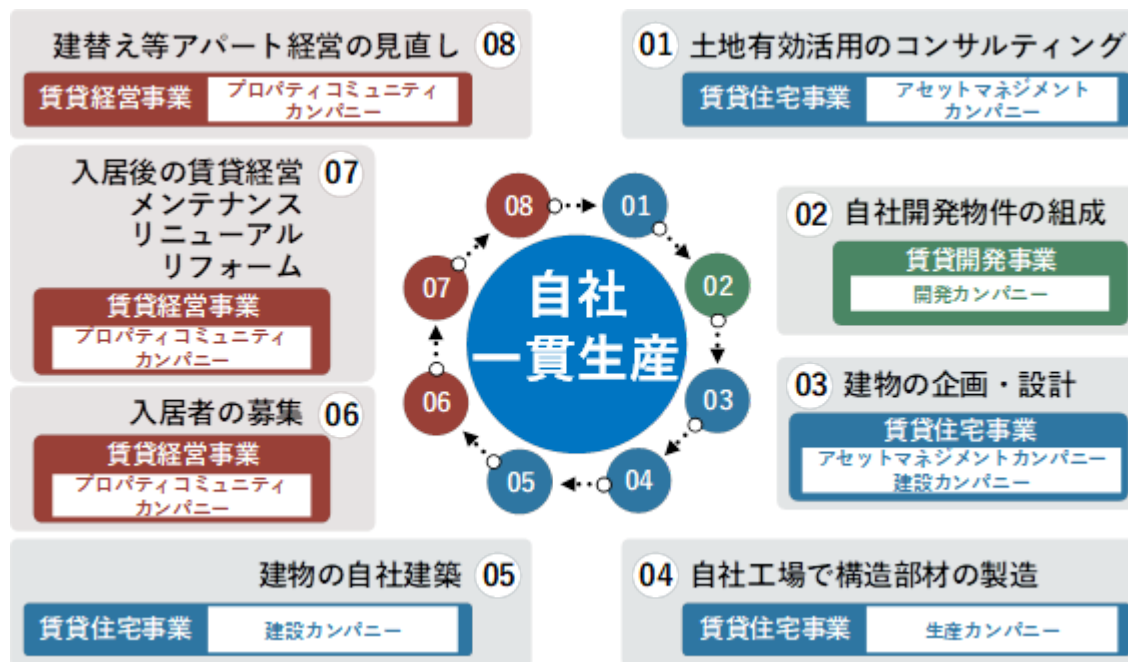 建替え等アパート経営の見直し 08
賃貸経営事業
プロパティコミュニティ
カンパニー
01 土地有効活用のコンサルティング
賃貸住宅事業
アセットマネジメント
カンパニー
入居後の賃貸経営 07
メンテナンス
リニューアル
リフォーム
賃貸経営事業
プロパティコミュニティ
カンパニー
02 自社開発物件の組成
賃貸開発事業
開発カンパニー
08
01
07
02
自社
一貫生産
06
03
05
04
03 建物の企画・設計
賃貸住宅事業
アセットマネジメントカンパニー
建設カンパニー
入居者の募集 06
賃貸経営事業
プロパティコミュニティ
カンパニー
建物の自社建築 05
賃貸住宅事業
建設カンパニー
04 自社工場で構造部材の製造
賃貸住宅事業
生産カンパニー